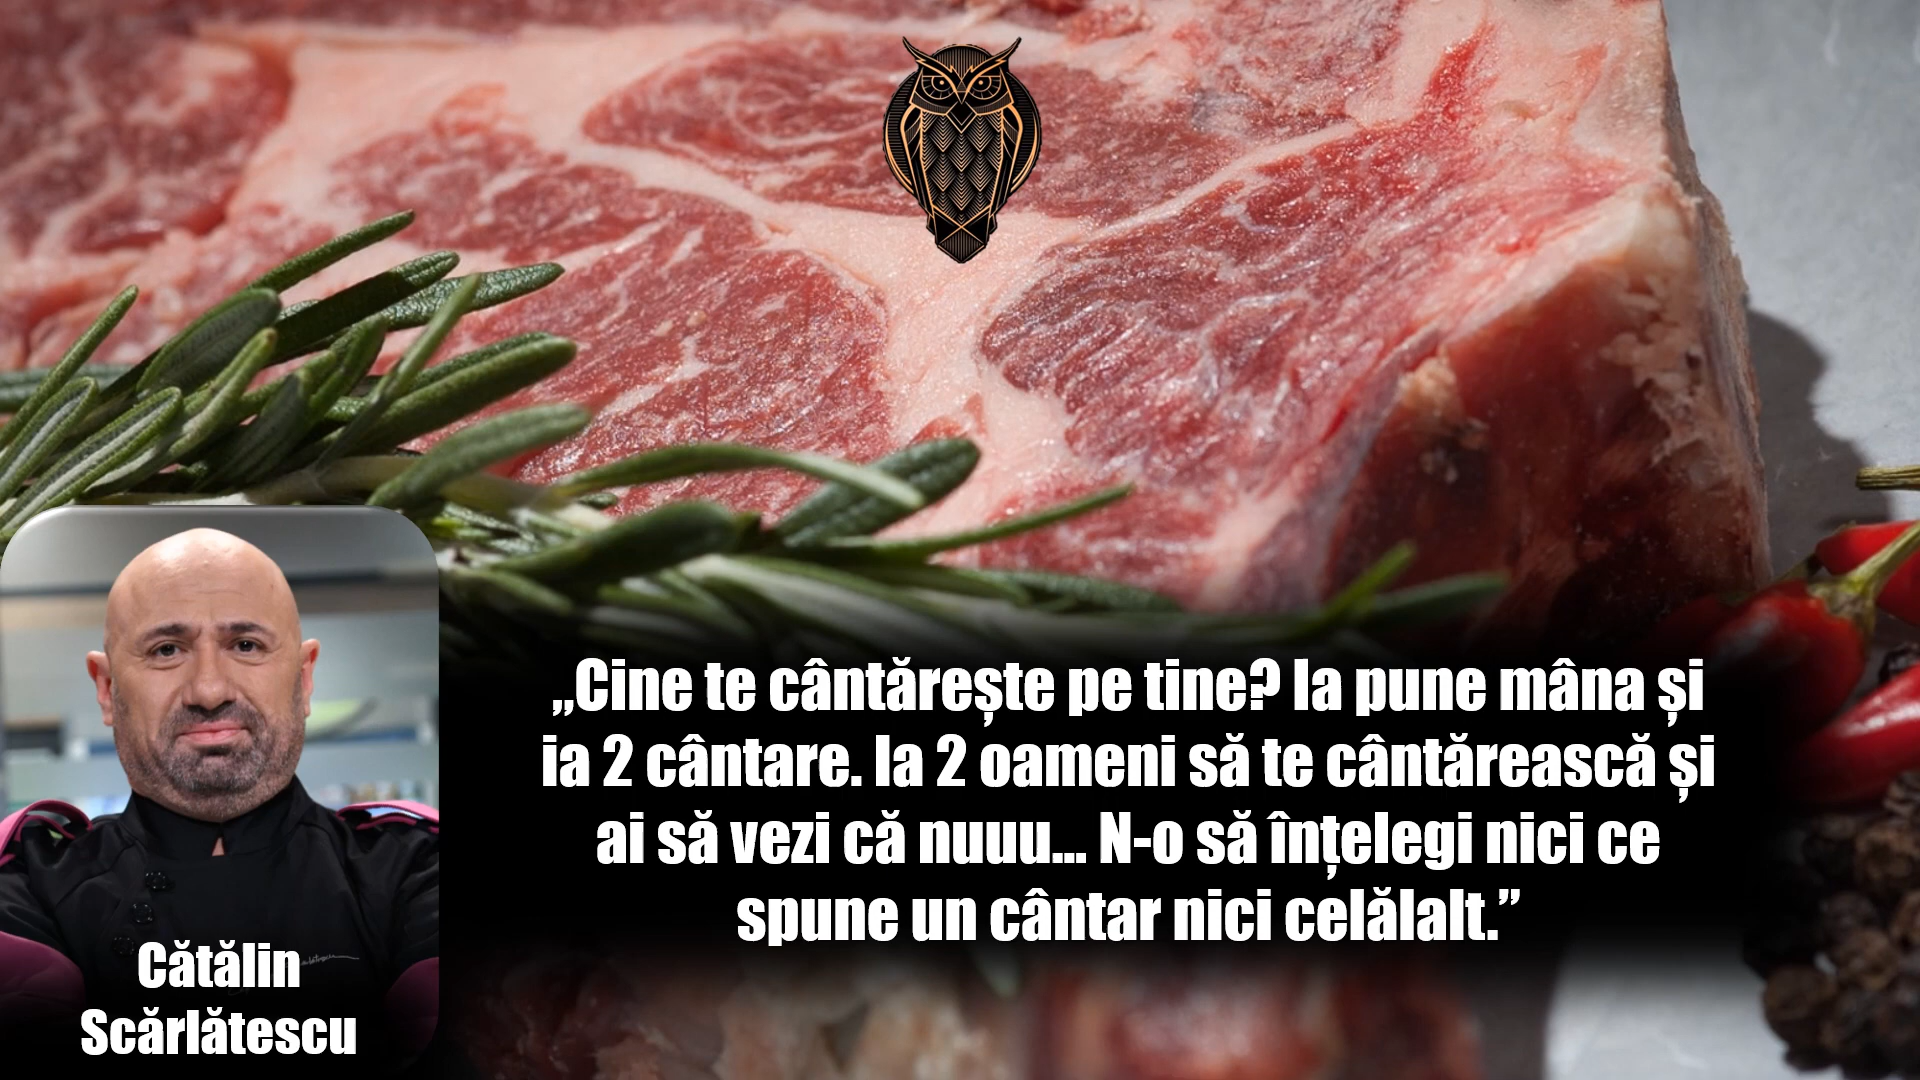 „Cine te cântărește pe tine? Ia pune mâna și
ia 2 cântare. Ia 2 oameni să te cântărească și
ai să vezi că nuuu... N-o să înțelegi nici ce
spune un cântar nici celălalt.”
Cătălin
Scărlătescu